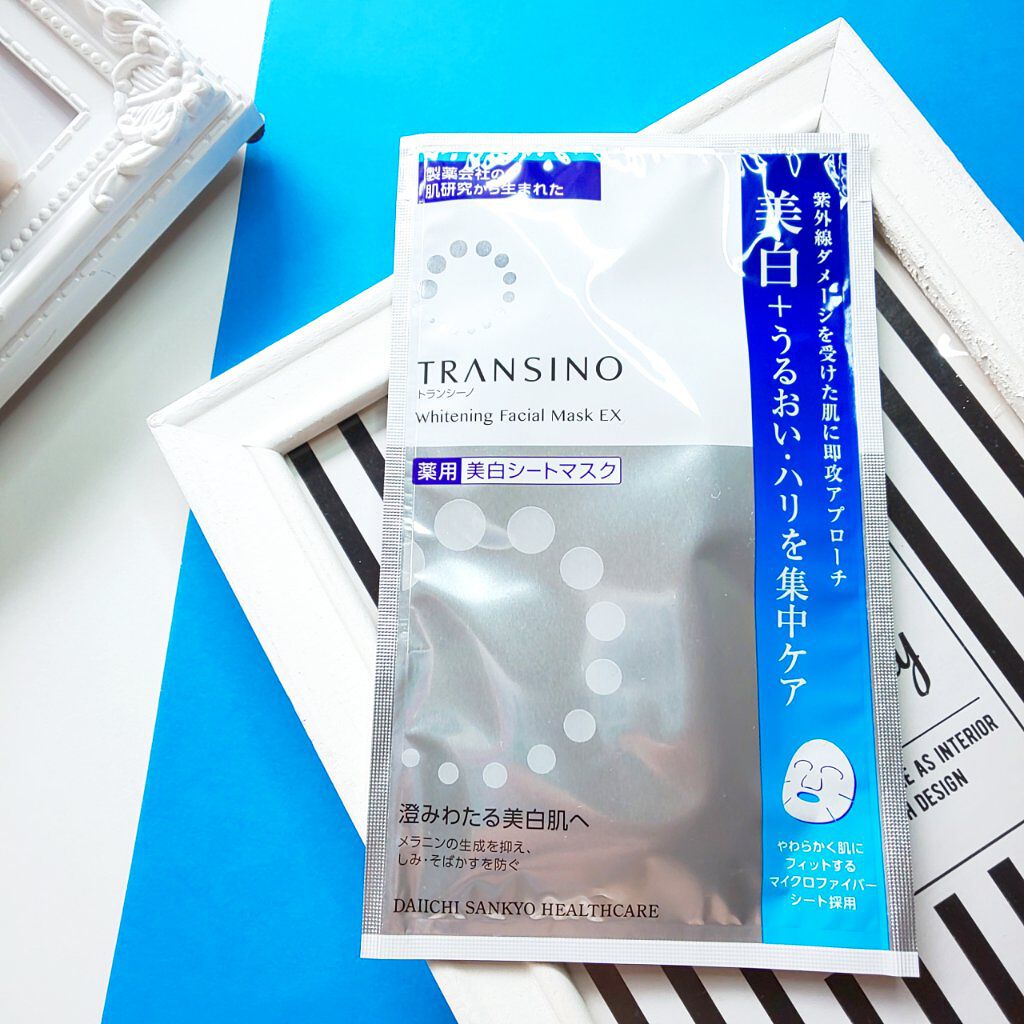 製薬会社の
肌研究から生まれた
TRANSINO
トランシーノ
Whitening Facial Mask EX
薬用 美白シートマスク
澄みわたる美白肌へ
メラニンの生成を抑え、
しみ・そばかすを防ぐ
DAIICHI SANKYO HEALTHCARE
紫外線ダメージを受けた肌に即攻アプローチ
美白+うるおい・ハリを集中ケア
やわらかく肌に
フィットする
マイクロファイバー
シート採用
AS INTERIOR
DESIGN